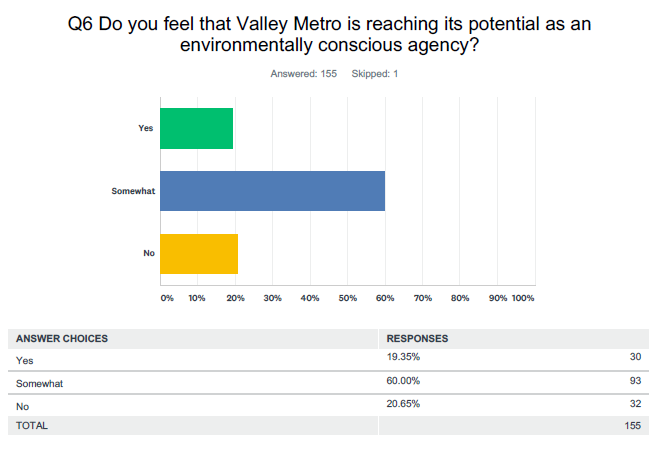 Q6 Do you feel that Valley Metro is reaching its potential as an
environmentally conscious agency?
Answered: 155 Skipped: 1
Yes
Somewhat
No
0% 10% 20% 30% 40% 50% 60% 70% 80% 90% 100%
ANSWER CHOICES RESPONSES
Yes 19.35% 30
Somewhat 60.00% 93
No 20.65% 32
TOTAL 155